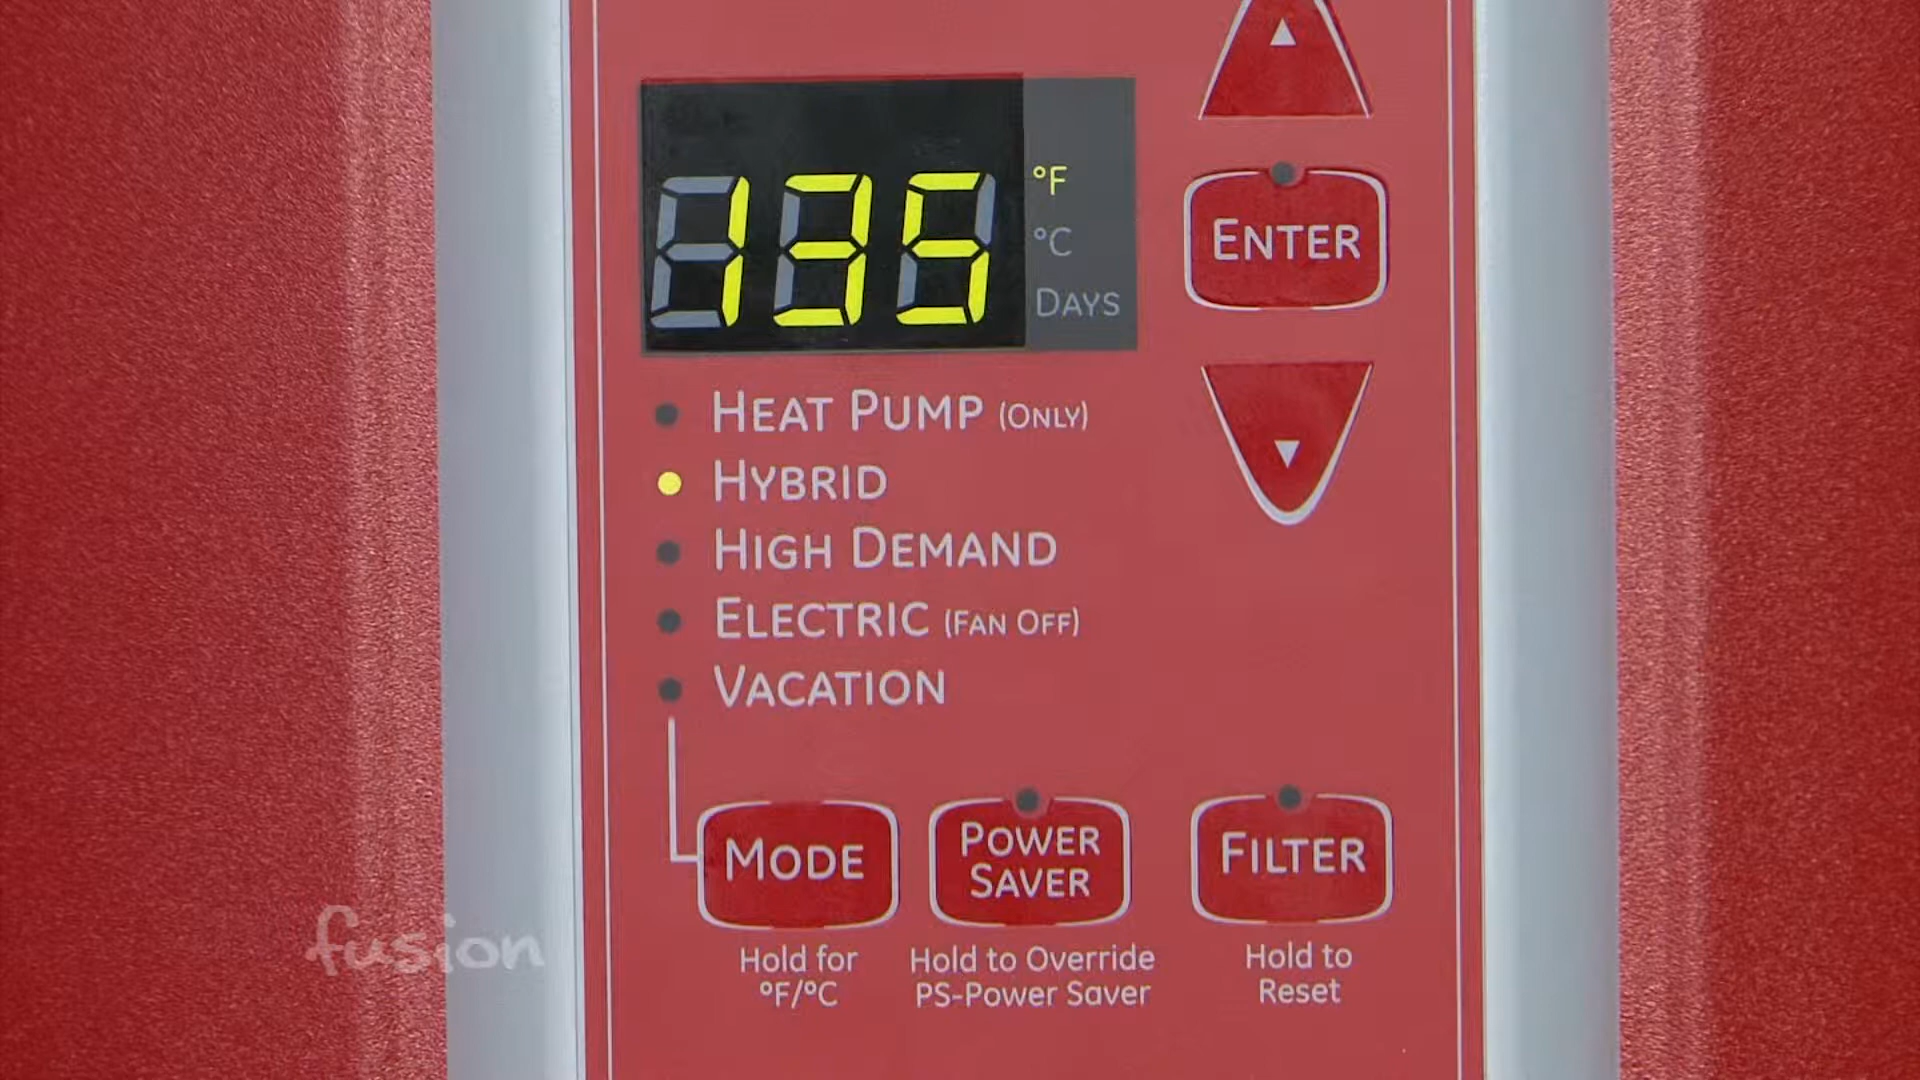 135
°F
°C
DAYS
ENTER
HEAT PUMP (ONLY)
HYBRID
HIGH DEMAND
ELECTRIC (FAN OFF)
VACATION
MODE
POWER
SAVER
FILTER
Hold for
°F/°C
Hold to Override
PS-Power Saver
Hold to
Reset
fusion